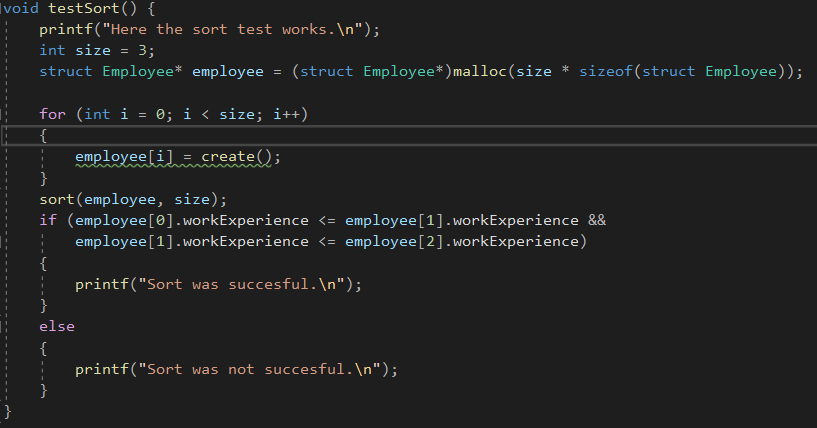 void testSort() {
    printf("Here the sort test works.\n");
    int size = 3;
    struct Employee* employee = (struct Employee*)malloc(size * sizeof(struct Employee));

    for (int i = 0; i < size; i++)
    {
        employee[i] = create();
    }
    sort(employee, size);
    if (employee[0].workExperience <= employee[1].workExperience &&
        employee[1].workExperience <= employee[2].workExperience)
    {
        printf("Sort was succesful.\n");
    }
    else
    {
        printf("Sort was not succesful.\n");
    }
}